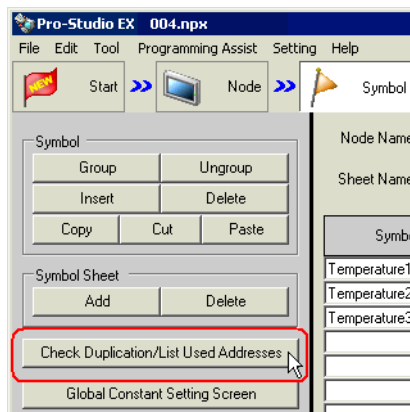 Pro-Studio EX 004.npx
File Edit Tool Programming Assist Setting Help
NEW Start >> Node >> Symbol
Symbol
Group Ungroup
Insert Delete
Copy Cut Paste
Symbol Sheet
Add Delete
Check Duplication/List Used Addresses
Global Constant Setting Screen
Node Name
Sheet Name
Symbo
Temperature1
Temperature2
Temperature3